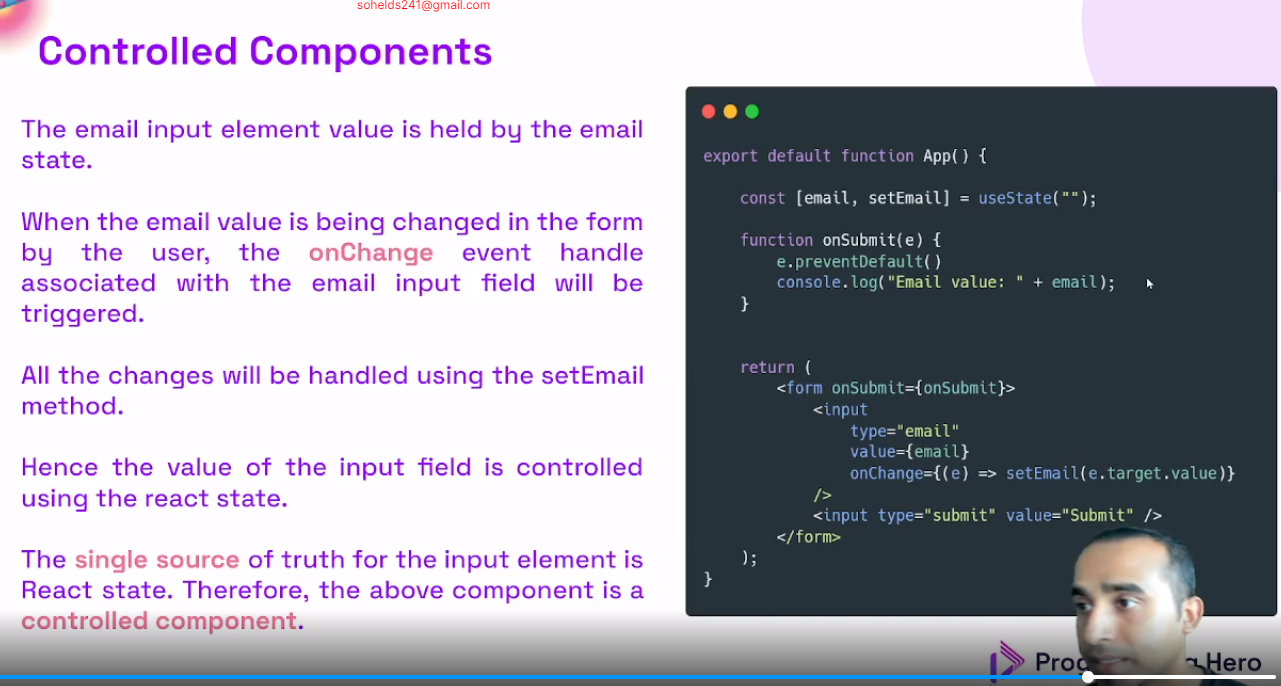 sohelds241@gmail.com
Controlled Components
The email input element value is held by the email
state.
When the email value is being changed in the form
by the user, the onChange event handle
associated with the email input field will be
triggered.
All the changes will be handled using the setEmail
method.
Hence the value of the input field is controlled
using the react state.
The single source of truth for the input element is
React state. Therefore, the above component is a
controlled component.
export default function App() {
const [email, setEmail] = useState("");
function onSubmit(e) {
e.preventDefault()
console.log("Email value: " + email);
}
return (
<form onSubmit={onSubmit}>
<input
type="email"
value={email}
onChange={(e) => setEmail(e.target.value)}
/>
<input type="submit" value="Submit" />
</form>
);
}
Hero